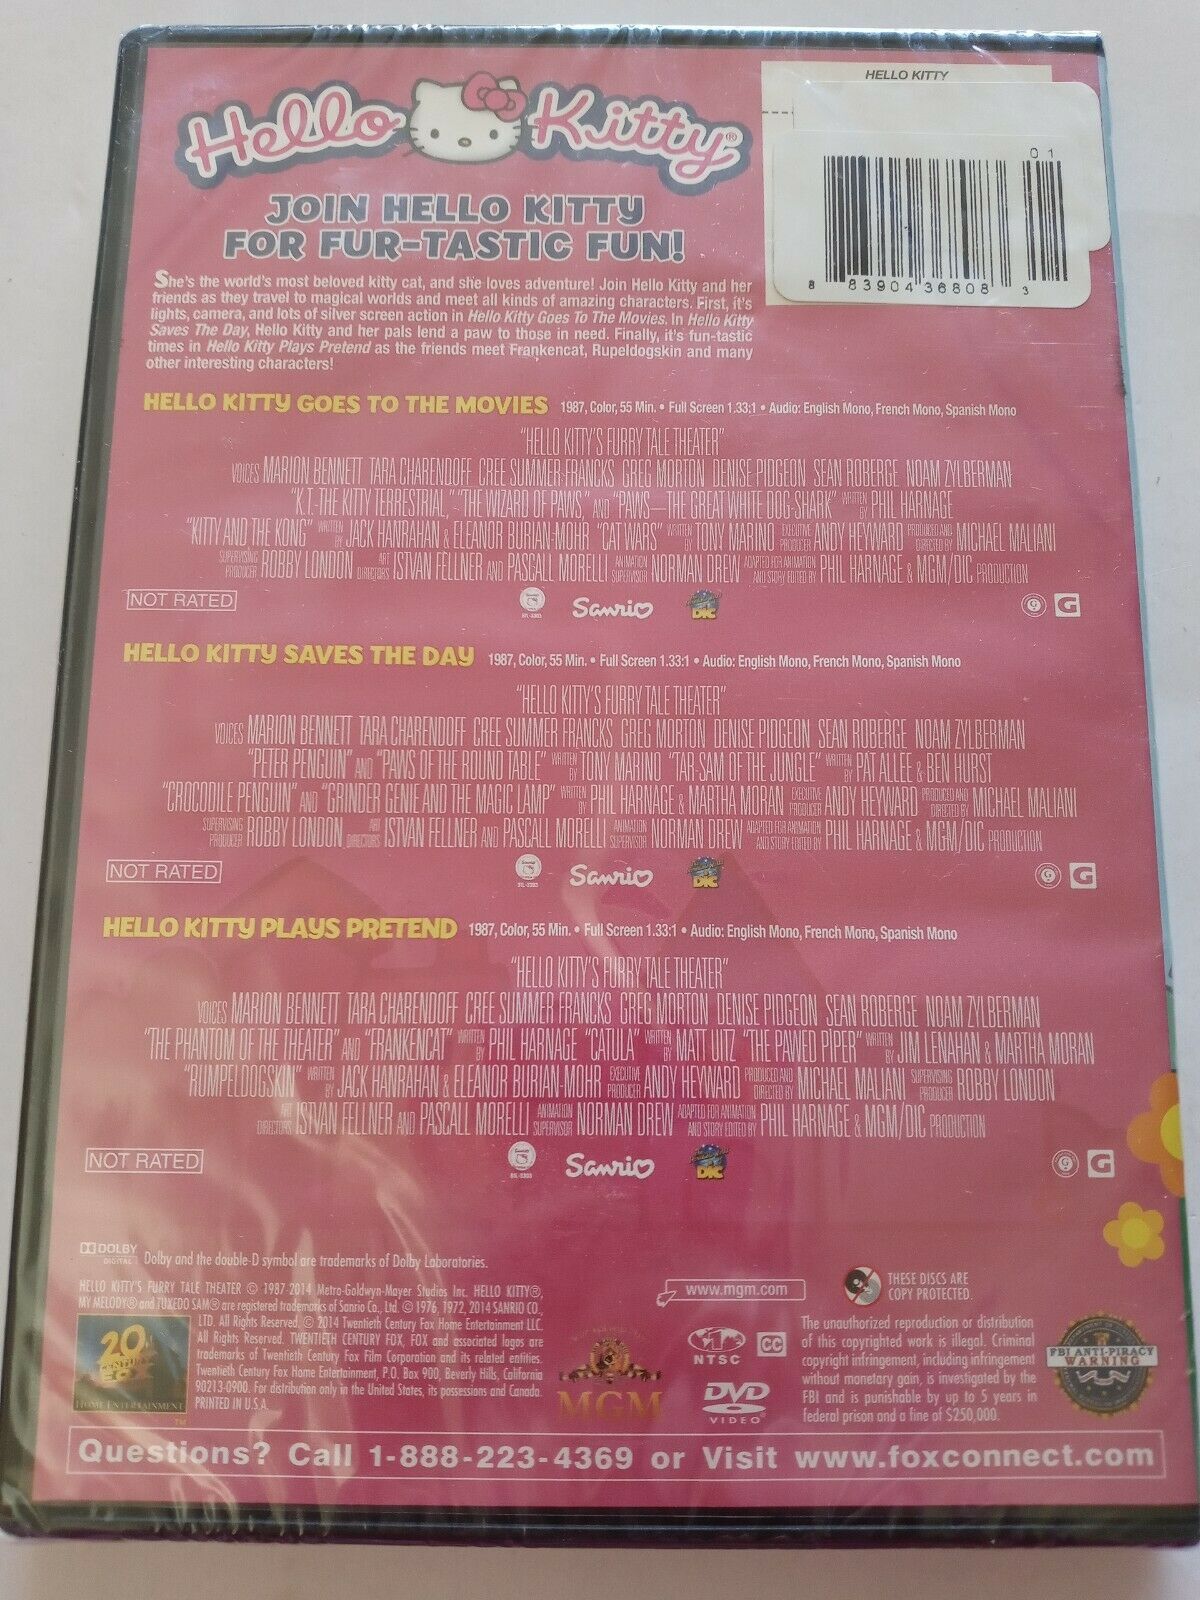 Hello Kitty®
HELLO KITTY
01
8 83904 36808 3
JOIN HELLO KITTY
FOR FUR-TASTIC FUN!
She's the world's most beloved kitty cat, and she loves adventure! Join Hello Kitty and her
friends as they travel to magical worlds and meet all kinds of amazing characters. First, it's
lights, camera, and lots of silver screen action in Hello Kitty Goes To The Movies. In Hello Kitty
Saves The Day, Hello Kitty and her pals lend a paw to those in need. Finally, it's fun-tastic
times in Hello Kitty Plays Pretend as the friends meet Frankencat, Rupeldogskin and many
other interesting characters!
HELLO KITTY GOES TO THE MOVIES 1987, Color, 55 Min. • Full Screen 1.33:1 • Audio: English Mono, French Mono, Spanish Mono
"HELLO KITTY'S FURRY TALE THEATER"
VOICES MARION BENNETT TARA CHARENDOFF CREE SUMMER FRANCKS GREG MORTON DENISE PIDGEON SEAN ROBERGE NOAM ZYLBERMAN
"K.T.-THE KITTY TERRESTRIAL," "THE WIZARD OF PAWS," AND "PAWS—THE GREAT WHITE DOG-SHARK" WRITTEN BY PHIL HARNAGE
"KITTY AND THE KONG" WRITTEN BY JACK HANRAHAN & ELEANOR BURIAN-MOHR "CAT WARS" WRITTEN BY TONY MARINO EXECUTIVE PRODUCER ANDY HEYWARD PRODUCED AND DIRECTED BY MICHAEL MALIANI
SUPERVISING PRODUCER ROBBY LONDON ART DIRECTORS ISTVAN FELLNER AND PASCALL MORELLI ANIMATION SUPERVISOR NORMAN DREW ADAPTED FOR ANIMATION AND STORY EDITED BY PHIL HARNAGE & MGM/DIC PRODUCTION
NOT RATED
SIL-3303
Sanrio
DIC
G
HELLO KITTY SAVES THE DAY 1987, Color, 55 Min. • Full Screen 1.33:1 • Audio: English Mono, French Mono, Spanish Mono
"HELLO KITTY'S FURRY TALE THEATER"
VOICES MARION BENNETT TARA CHARENDOFF CREE SUMMER FRANCKS GREG MORTON DENISE PIDGEON SEAN ROBERGE NOAM ZYLBERMAN
"PETER PENGUIN" AND "PAWS OF THE ROUND TABLE" WRITTEN BY TONY MARINO "TAR-SAM OF THE JUNGLE" WRITTEN BY PAT ALLEE & BEN HURST
"CROCODILE PENGUIN" AND "GRINDER GENIE AND THE MAGIC LAMP" WRITTEN BY PHIL HARNAGE & MARTHA MORAN EXECUTIVE PRODUCER ANDY HEYWARD PRODUCED AND DIRECTED BY MICHAEL MALIANI
SUPERVISING PRODUCER ROBBY LONDON ART DIRECTORS ISTVAN FELLNER AND PASCALL MORELLI ANIMATION SUPERVISOR NORMAN DREW ADAPTED FOR ANIMATION AND STORY EDITED BY PHIL HARNAGE & MGM/DIC PRODUCTION
NOT RATED
SIL-3303
Sanrio
DIC
G
HELLO KITTY PLAYS PRETEND 1987, Color, 55 Min. • Full Screen 1.33:1 • Audio: English Mono, French Mono, Spanish Mono
"HELLO KITTY'S FURRY TALE THEATER"
VOICES MARION BENNETT TARA CHARENDOFF CREE SUMMER FRANCKS GREG MORTON DENISE PIDGEON SEAN ROBERGE NOAM ZYLBERMAN
"THE PHANTOM OF THE THEATER" AND "FRANKENCAT" WRITTEN BY PHIL HARNAGE "CATULA" WRITTEN BY MATT UITZ "THE PAWED PIPER" WRITTEN BY JIM LENAHAN & MARTHA MORAN
"RUMPELDOGSKIN" WRITTEN BY JACK HANRAHAN & ELEANOR BURIAN-MOHR EXECUTIVE PRODUCER ANDY HEYWARD PRODUCED AND DIRECTED BY MICHAEL MALIANI SUPERVISING PRODUCER ROBBY LONDON
ART DIRECTORS ISTVAN FELLNER AND PASCALL MORELLI ANIMATION SUPERVISOR NORMAN DREW ADAPTED FOR ANIMATION AND STORY EDITED BY PHIL HARNAGE & MGM/DIC PRODUCTION
NOT RATED
SIL-3303
Sanrio
DIC
G
DOLBY DIGITAL Dolby and the double-D symbol are trademarks of Dolby Laboratories.
HELLO KITTY'S FURRY TALE THEATER © 1987-2014 Metro-Goldwyn-Mayer Studios Inc. HELLO KITTY®,
MY MELODY® and TUXEDO SAM® are registered trademarks of Sanrio Co., Ltd. © 1976, 1972, 2014 SANRIO CO.,
LTD. All Rights Reserved. © 2014 Twentieth Century Fox Home Entertainment LLC.
All Rights Reserved. TWENTIETH CENTURY FOX, FOX and associated logos are
trademarks of Twentieth Century Fox Film Corporation and its related entities.
Twentieth Century Fox Home Entertainment, P.O. Box 900, Beverly Hills, California
90213-0900. For distribution only in the United States, its possessions and Canada.
PRINTED IN U.S.A.
20th
CENTURY
FOX
HOME ENTERTAINMENT
TM
MGM
www.mgm.com
NTSC
CC
DVD
VIDEO
THESE DISCS ARE
COPY PROTECTED.
The unauthorized reproduction or distribution
of this copyrighted work is illegal. Criminal
copyright infringement, including infringement
without monetary gain, is investigated by the
FBI and is punishable by up to 5 years in
federal prison and a fine of $250,000.
FBI ANTI-PIRACY
WARNING
Questions? Call 1-888-223-4369 or Visit www.foxconnect.com